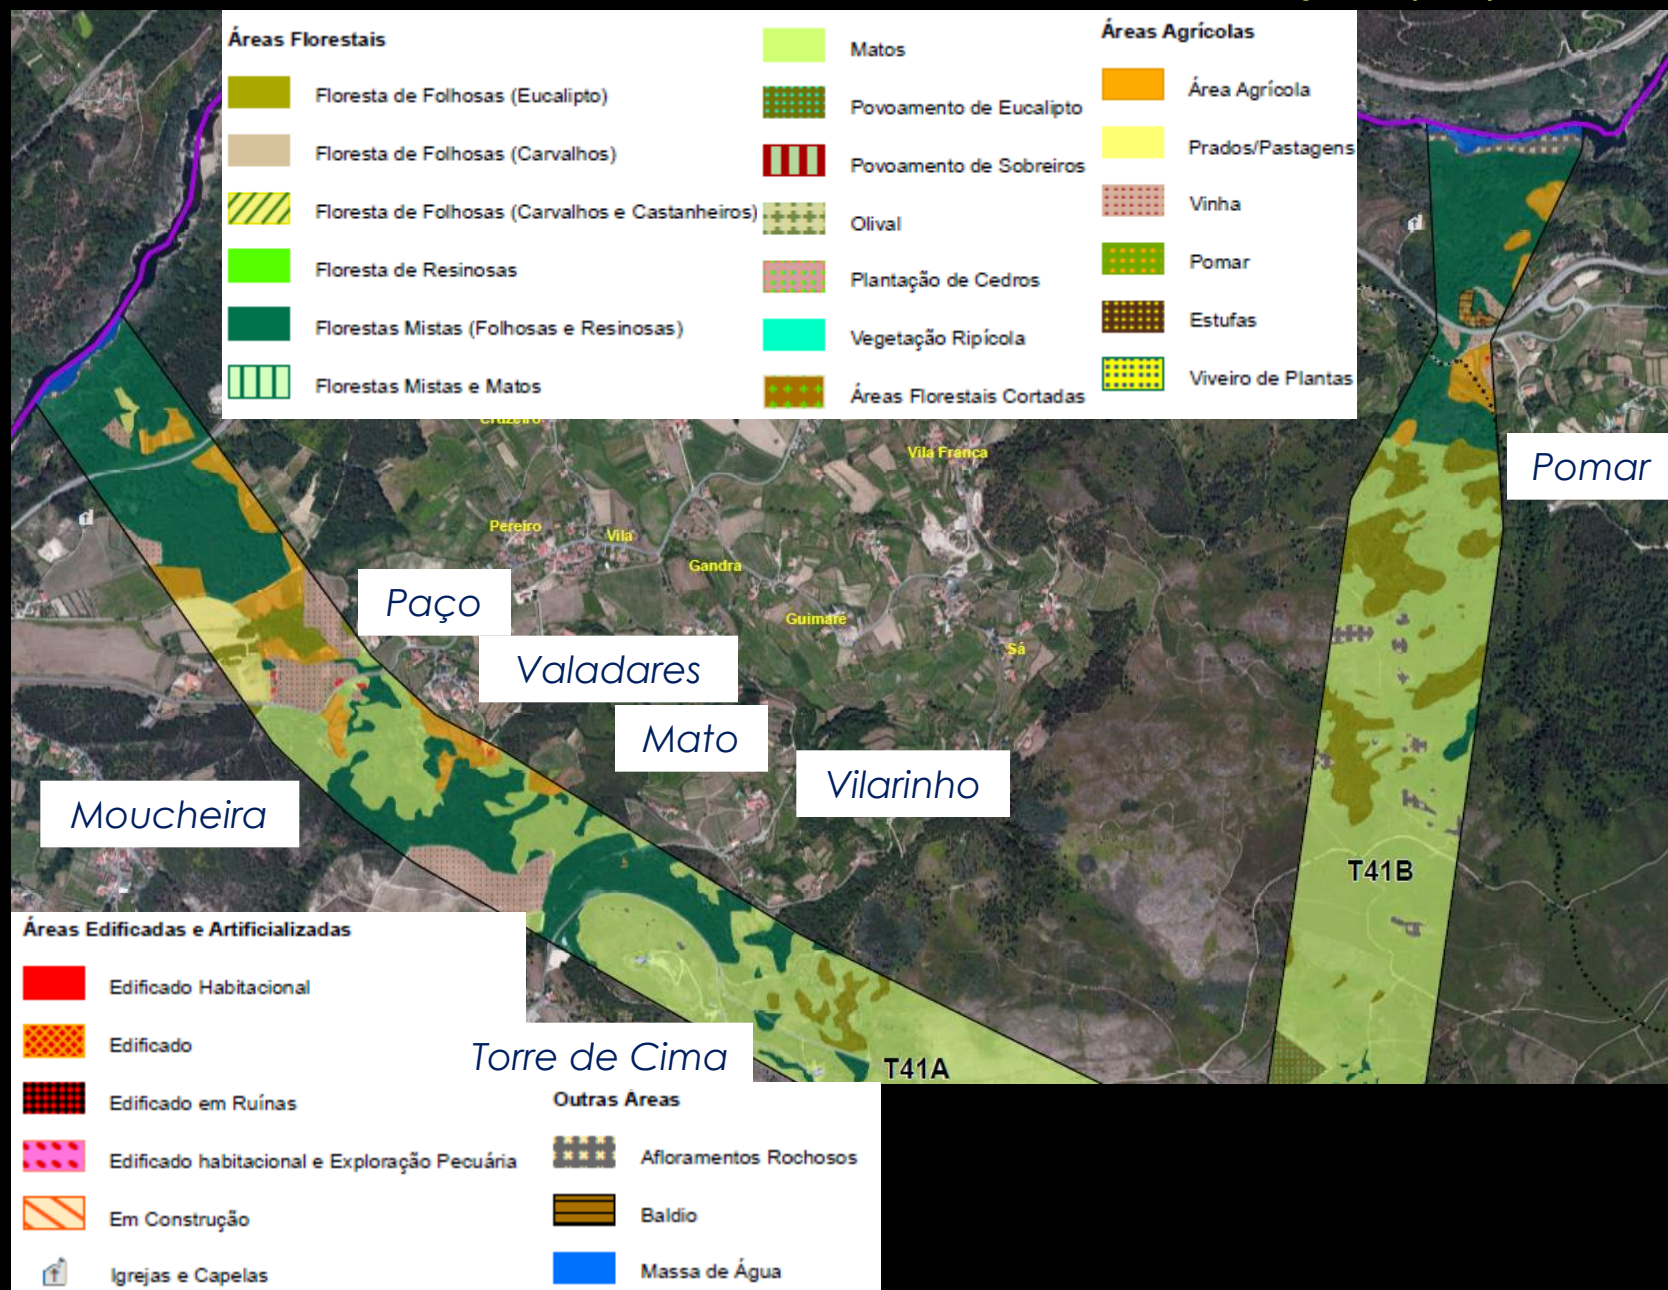 Áreas Florestais
Floresta de Folhosas (Eucalipto)
Floresta de Folhosas (Carvalhos)
Floresta de Folhosas (Carvalhos e Castanheiros)
Floresta de Resinosas
Florestas Mistas (Folhosas e Resinosas)
Florestas Mistas e Matos
Matos
Povoamento de Eucalipto
Povoamento de Sobreiros
Olival
Plantação de Cedros
Vegetação Ripícola
Áreas Florestais Cortadas
Áreas Agrícolas
Área Agrícola
Prados/Pastagens
Vinha
Pomar
Estufas
Viveiro de Plantas
Cruzeiro
Vila Franca
Pomar
Pereiro
Vila
Gandra
Paço
Guimaré
Sá
Valadares
Mato
Vilarinho
Moucheira
T41B
Torre de Cima
T41A
Áreas Edificadas e Artificializadas
Edificado Habitacional
Edificado
Edificado em Ruínas
Edificado habitacional e Exploração Pecuária
Em Construção
Igrejas e Capelas
Outras Áreas
Afloramentos Rochosos
Baldio
Massa de Água